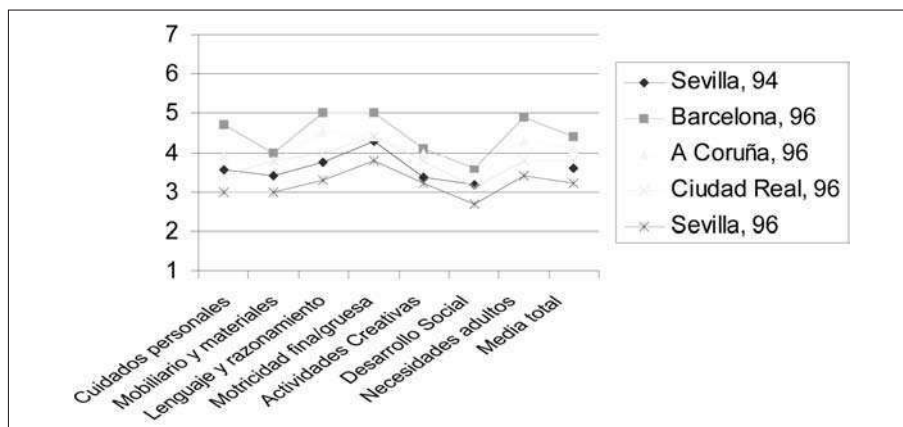 7
6
5
4
3
2
1
Cuidados personales
Mobiliario y materiales
Lenguaje y razonamiento
Motricidad fina/gruesa
Actividades Creativas
Desarrollo Social
Necesidades adultos
Media total
Sevilla, 94
Barcelona, 96
A Coruña, 96
Ciudad Real, 96
Sevilla, 96